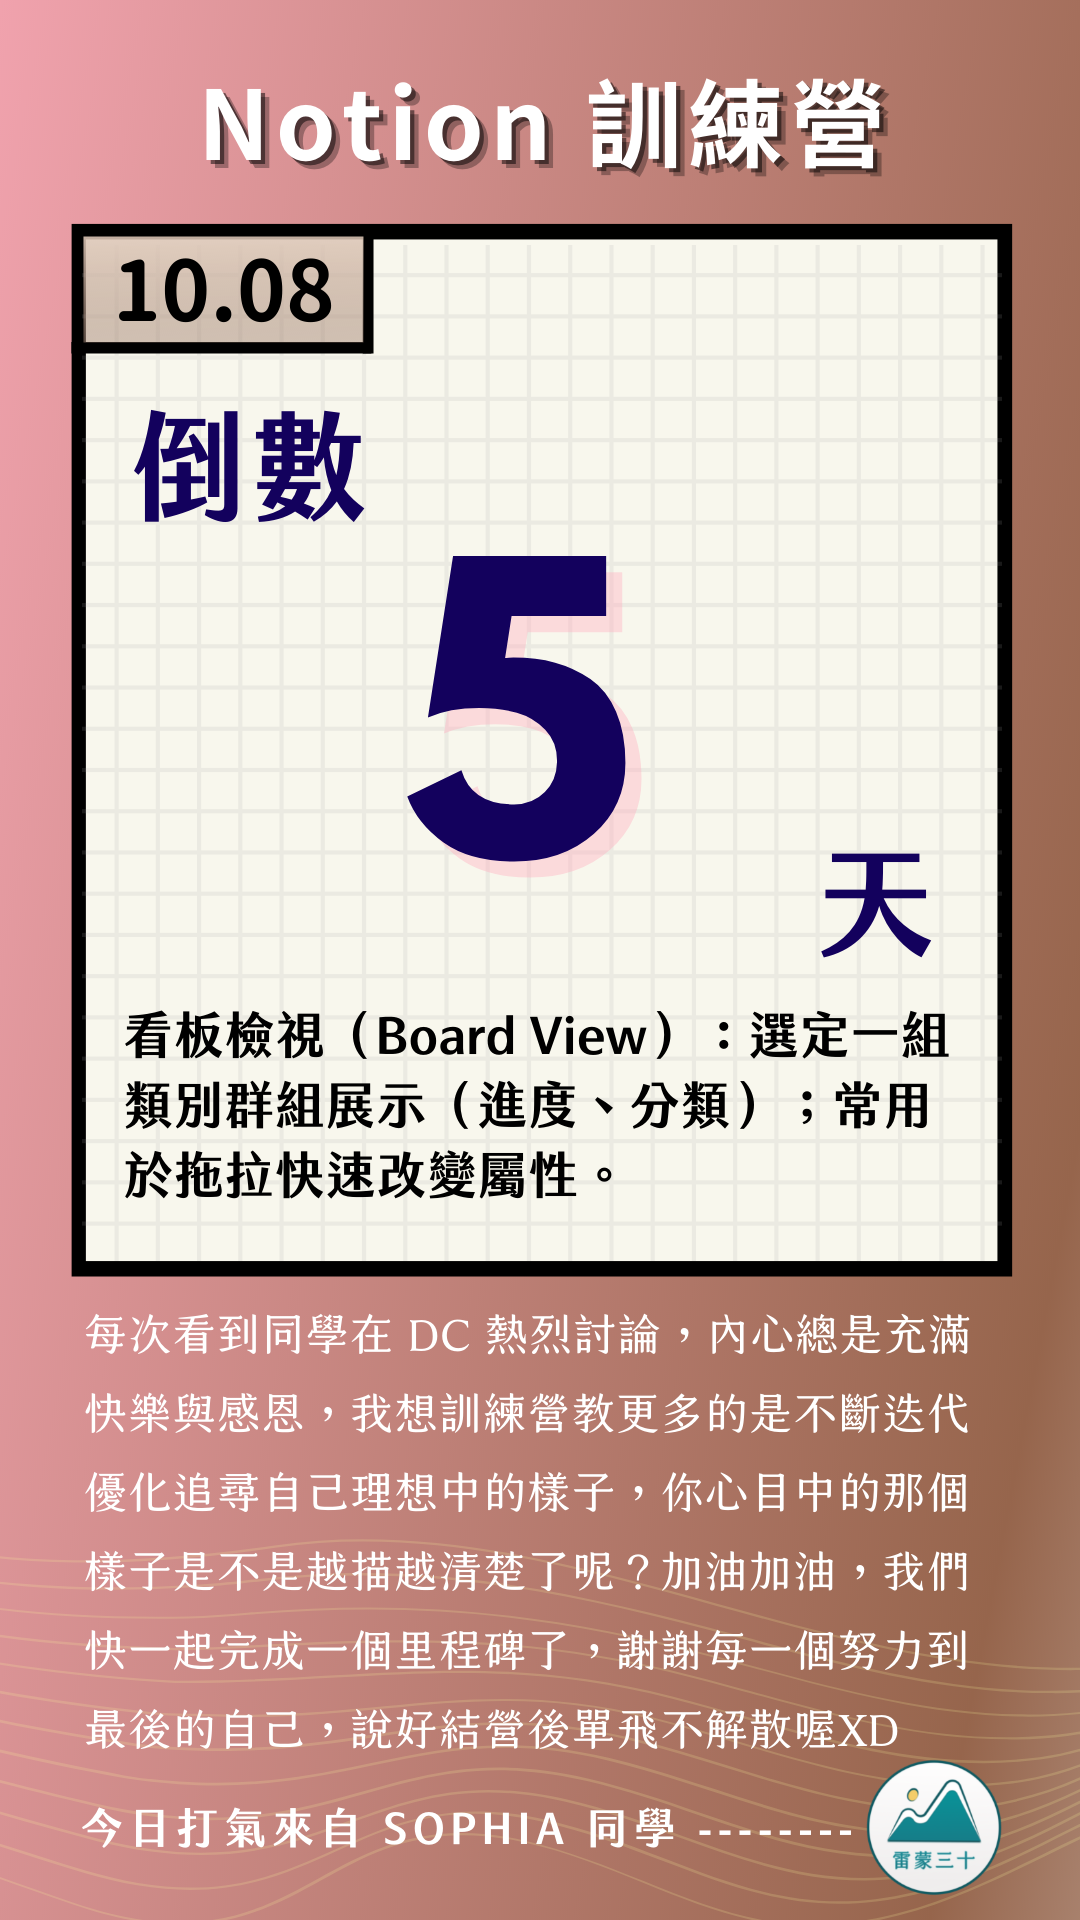 Notion 訓練營
10.08
倒數
5
天
看板檢視（Board View）：選定一組
類別群組展示（進度、分類）；常用
於拖拉快速改變屬性。
每次看到同學在 DC 熱烈討論，內心總是充滿
快樂與感恩，我想訓練營教更多的是不斷迭代
優化追尋自己理想中的樣子，你心目中的那個
樣子是不是越描越清楚了呢？加油加油，我們
快一起完成一個里程碑了，謝謝每一個努力到
最後的自己，說好結營後單飛不解散喔XD
今日打氣來自 SOPHIA 同學 --------
雷蒙三十